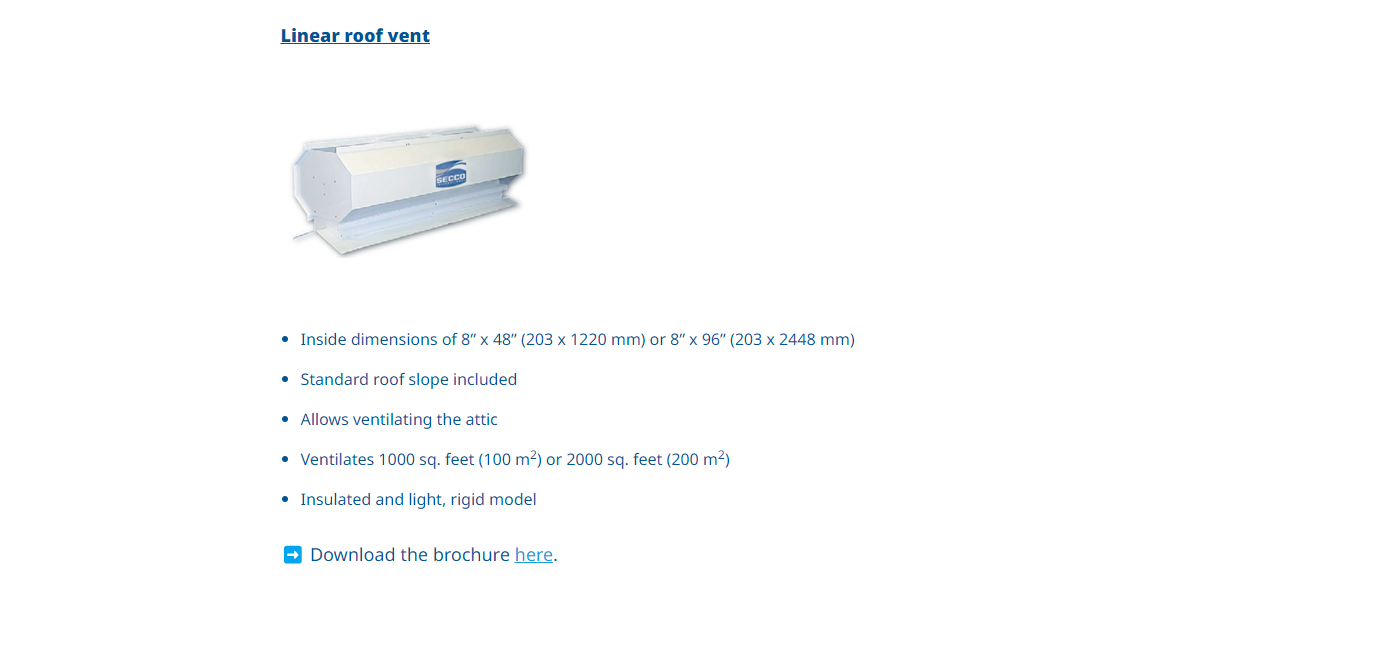 Linear roof vent
SECCO
Inside dimensions of 8” x 48” (203 x 1220 mm) or 8” x 96” (203 x 2448 mm)
Standard roof slope included
Allows ventilating the attic
Ventilates 1000 sq. feet (100 m²) or 2000 sq. feet (200 m²)
Insulated and light, rigid model
Download the brochure here.